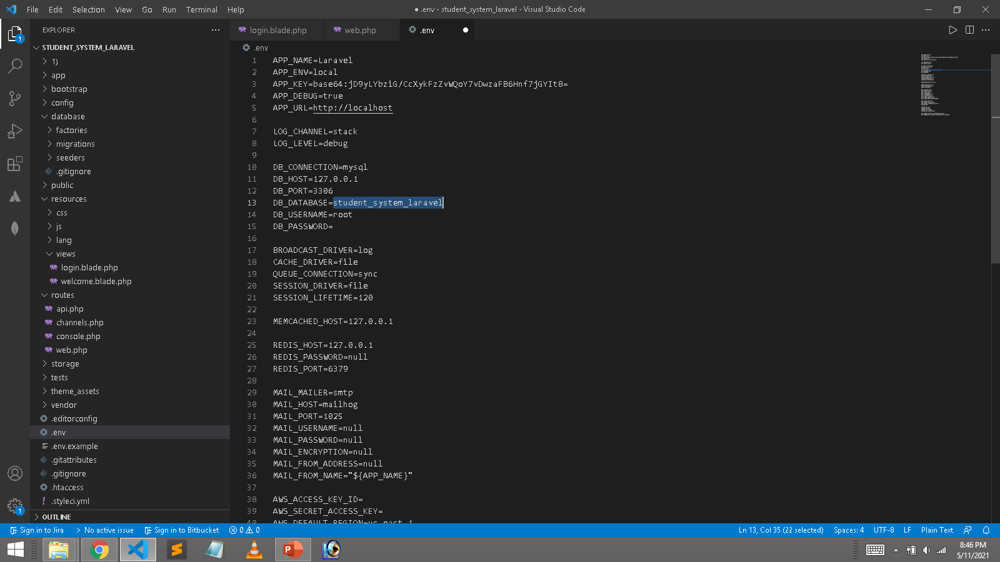 File Edit Selection View Go Run Terminal Help
● .env - student_system_laravel - Visual Studio Code
EXPLORER
STUDENT_SYSTEM_LARAVEL
1)
app
bootstrap
config
database
factories
migrations
seeders
.gitignore
public
resources
css
js
lang
views
login.blade.php
welcome.blade.php
routes
api.php
channels.php
console.php
web.php
storage
tests
theme_assets
vendor
.editorconfig
.env
.env.example
.gitattributes
.gitignore
.htaccess
.styleci.yml
OUTLINE
1
1
login.blade.php web.php .env
.env
1 APP_NAME=Laravel
2 APP_ENV=local
3 APP_KEY=base64:jD9yLYbziG/CcXykFzZvWQoY7vDwzaFB6Hnf7jGYIt8=
4 APP_DEBUG=true
5 APP_URL=http://localhost
6
7 LOG_CHANNEL=stack
8 LOG_LEVEL=debug
9
10 DB_CONNECTION=mysql
11 DB_HOST=127.0.0.1
12 DB_PORT=3306
13 DB_DATABASE=student_system_laravel
14 DB_USERNAME=root
15 DB_PASSWORD=
16
17 BROADCAST_DRIVER=log
18 CACHE_DRIVER=file
19 QUEUE_CONNECTION=sync
20 SESSION_DRIVER=file
21 SESSION_LIFETIME=120
22
23 MEMCACHED_HOST=127.0.0.1
24
25 REDIS_HOST=127.0.0.1
26 REDIS_PASSWORD=null
27 REDIS_PORT=6379
28
29 MAIL_MAILER=smtp
30 MAIL_HOST=mailhog
31 MAIL_PORT=1025
32 MAIL_USERNAME=null
33 MAIL_PASSWORD=null
34 MAIL_ENCRYPTION=null
35 MAIL_FROM_ADDRESS=null
36 MAIL_FROM_NAME="${APP_NAME}"
37
38 AWS_ACCESS_KEY_ID=
39 AWS_SECRET_ACCESS_KEY=
40 AWS_DEFAULT_REGION=us-east-1
Sign in to Jira No active issue Sign in to Bitbucket 0 0 Ln 13, Col 35 (22 selected) Spaces: 4 UTF-8 LF Plain Text
8:46 PM
5/11/2021